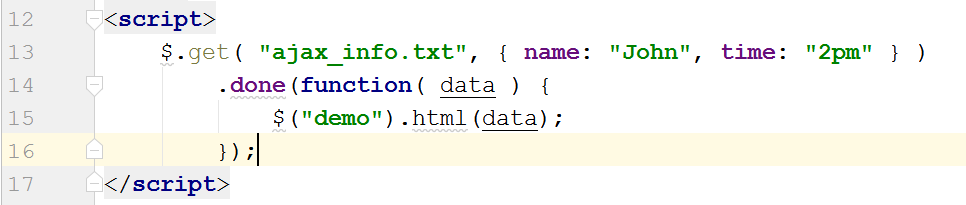 12 <script>
13 $.get( "ajax_info.txt", { name: "John", time: "2pm" } )
14 .done(function( data ) {
15 $("demo").html(data);
16 });
17 </script>